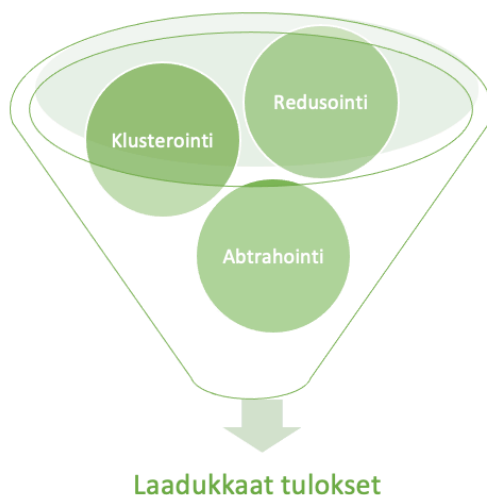 Redusointi
Klusterointi
Abtrahointi
Laadukkaat tulokset